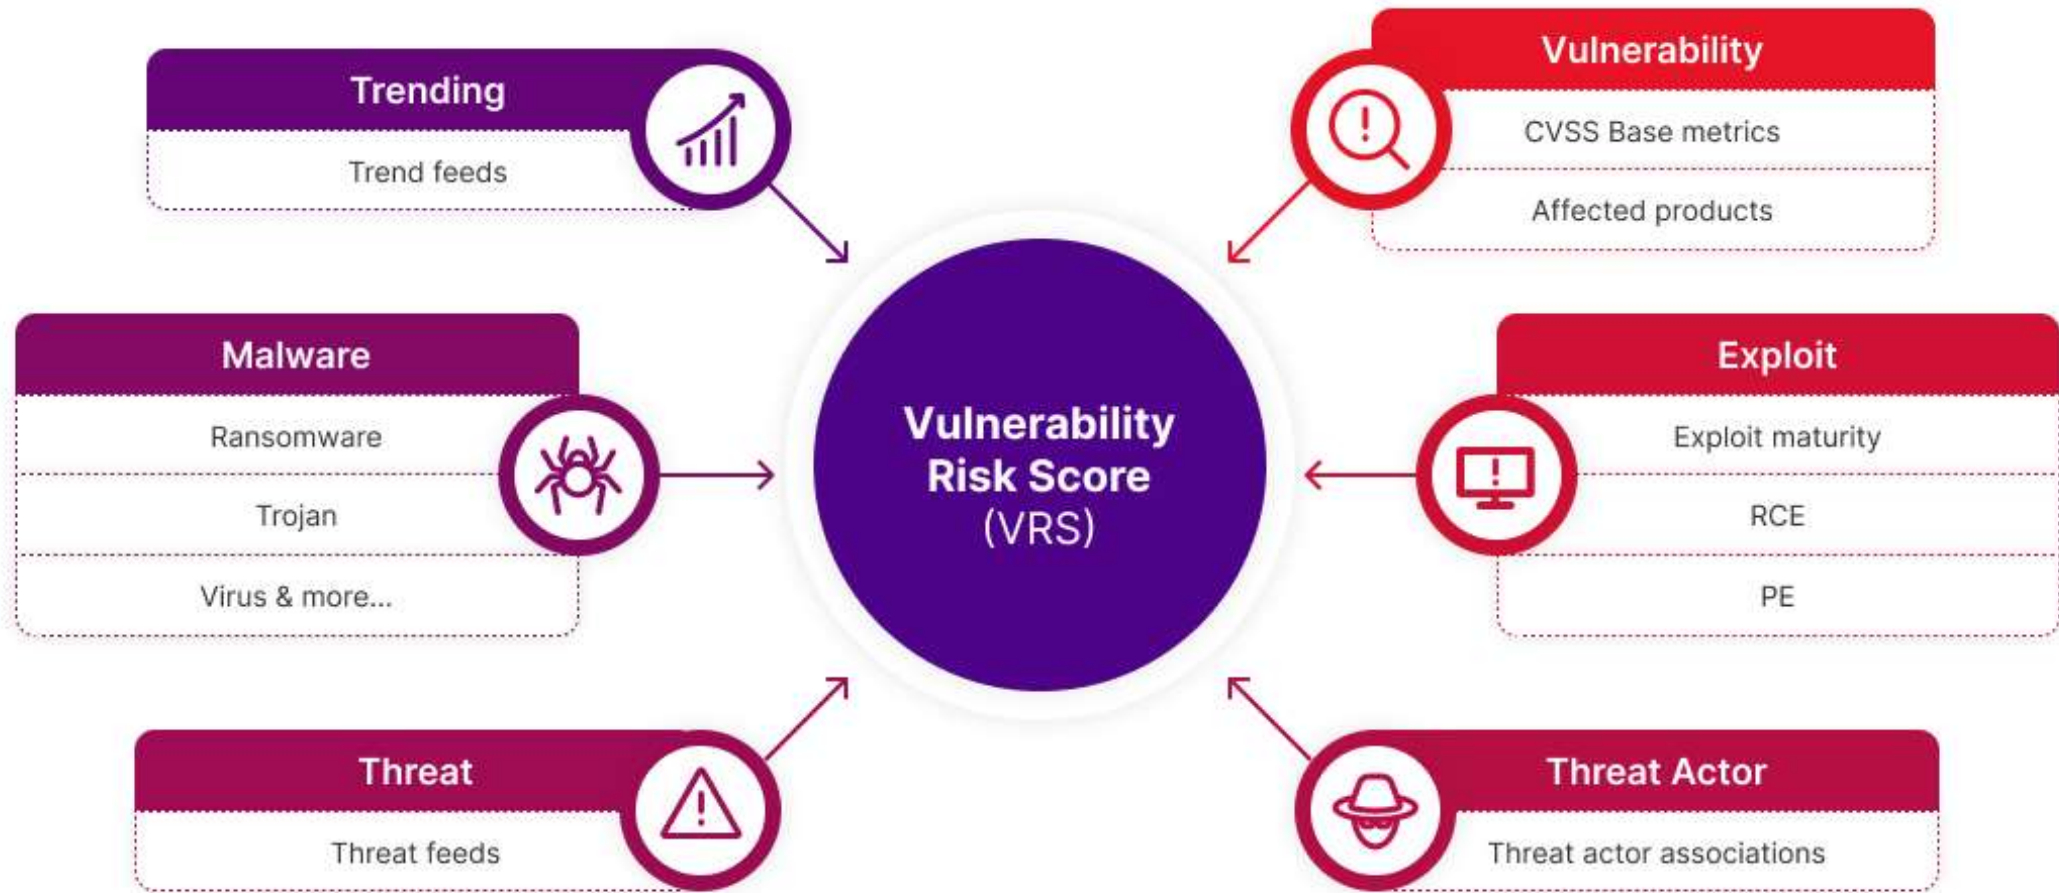 Trending
Trend feeds
Vulnerability
CVSS Base metrics
Affected products
Malware
Ransomware
Trojan
Virus & more...
Vulnerability
Risk Score
(VRS)
Exploit
Exploit maturity
RCE
PE
Threat
Threat feeds
Threat Actor
Threat actor associations